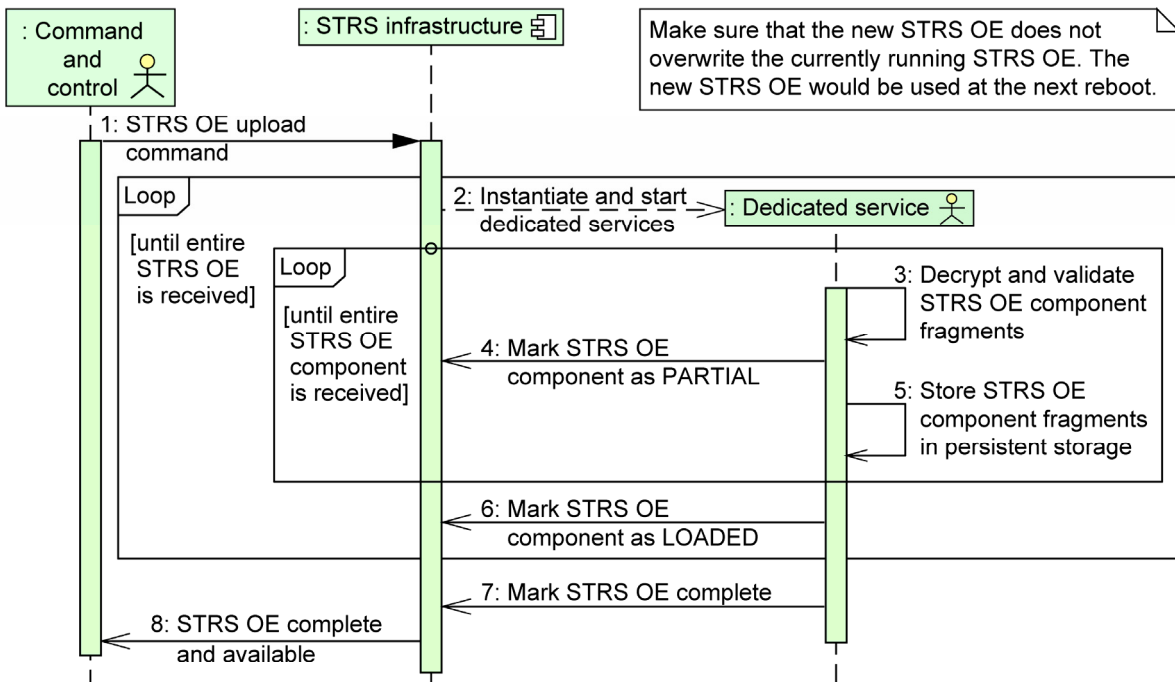 : Command
and
control
: STRS infrastructure
Make sure that the new STRS OE does not
overwrite the currently running STRS OE. The
new STRS OE would be used at the next reboot.
1: STRS OE upload
command
Loop
[until entire
STRS OE
is received]
2: Instantiate and start
dedicated services
: Dedicated service
Loop
[until entire
STRS OE
component
is received]
3: Decrypt and validate
STRS OE component
fragments
4: Mark STRS OE
component as PARTIAL
5: Store STRS OE
component fragments
in persistent storage
6: Mark STRS OE
component as LOADED
7: Mark STRS OE complete
8: STRS OE complete
and available